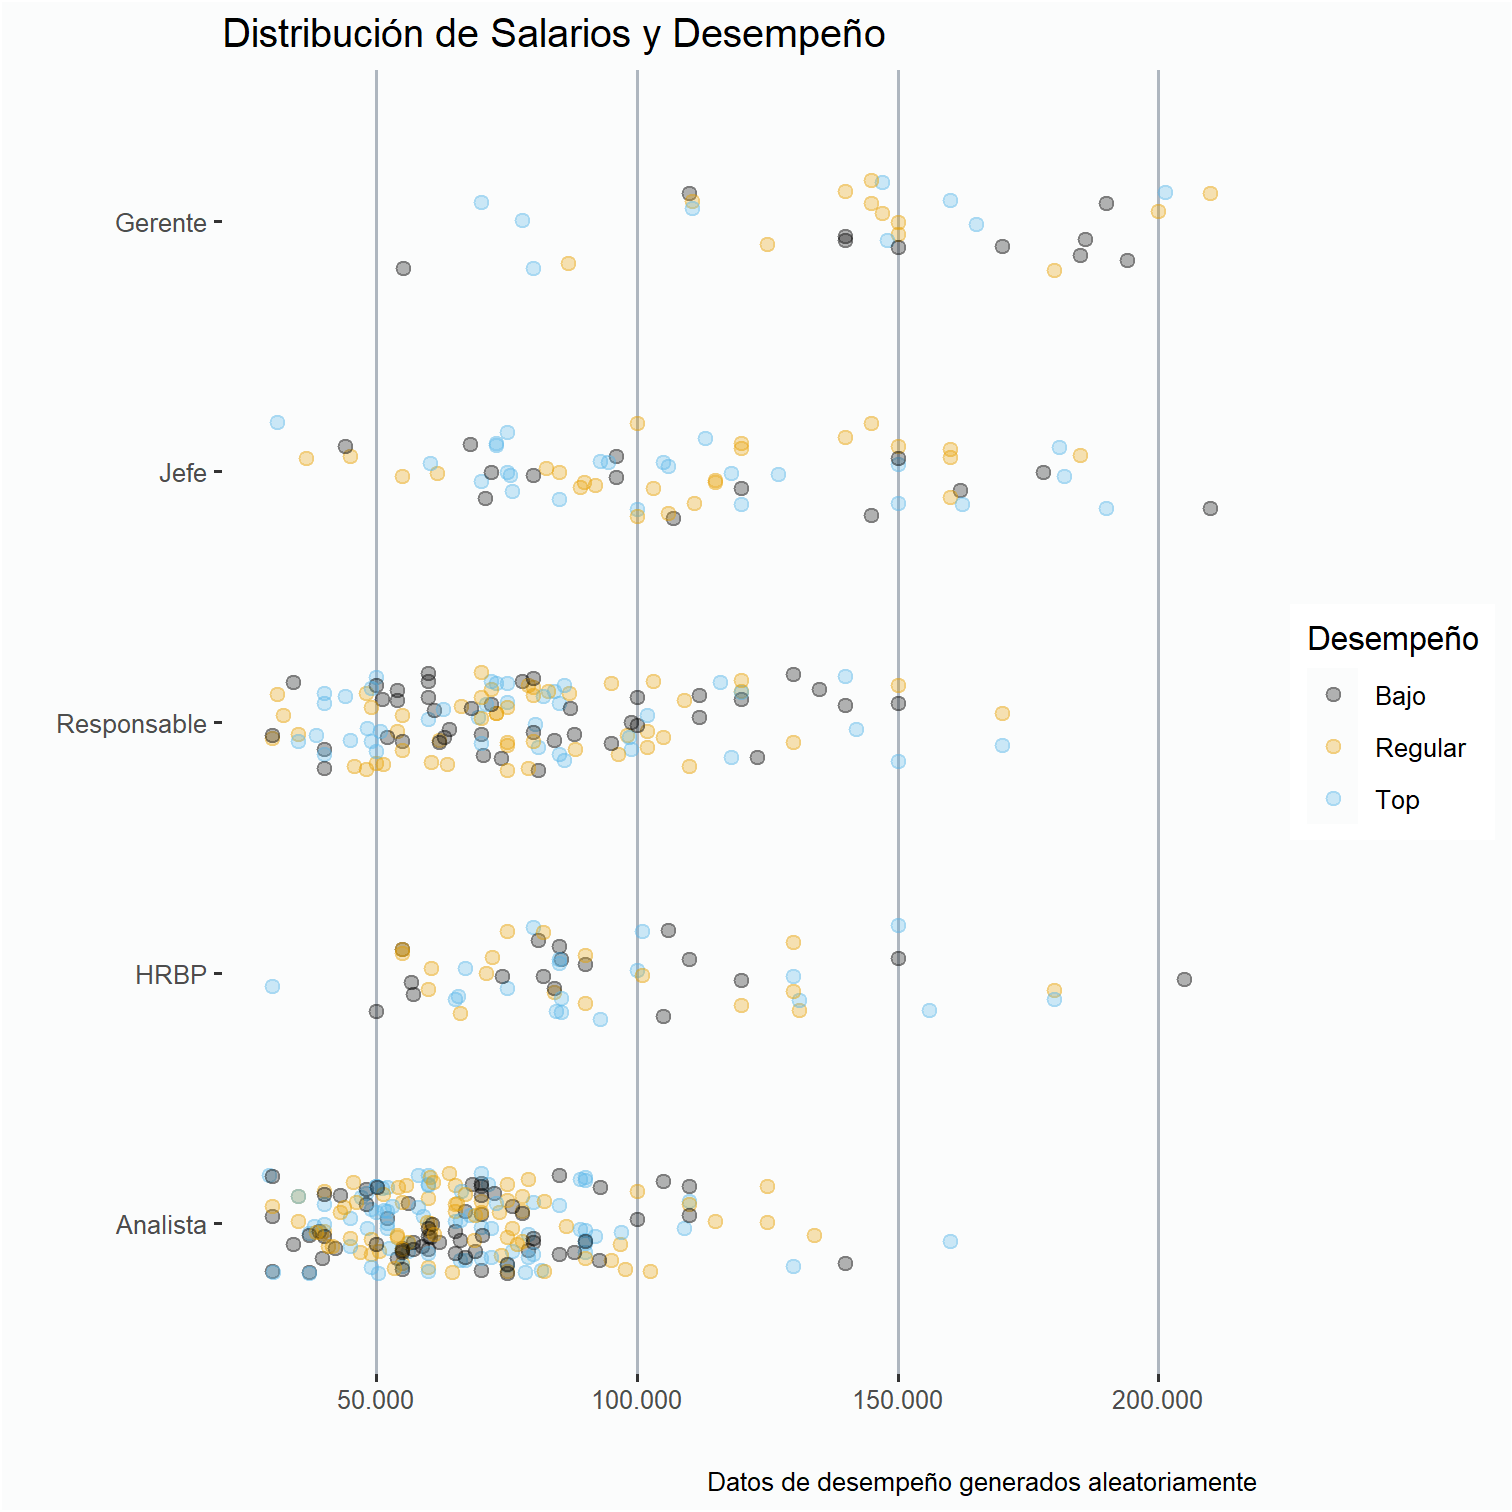 Distribución de Salarios y Desempeño
Gerente
Jefe
Responsable
HRBP
Analista
50.000
100.000
150.000
200.000
Desempeño
Bajo
Regular
Top
Datos de desempeño generados aleatoriamente